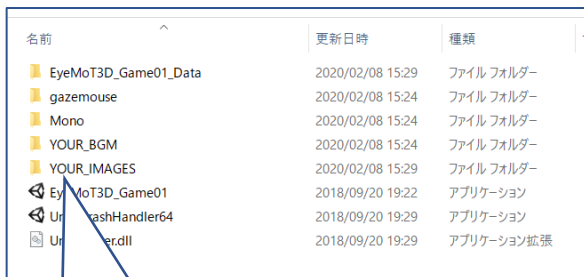 名前 更新日時 種類
EyeMoT3D_Game01_Data 2020/02/08 15:29 ファイル フォルダー
gazemouse 2020/02/08 15:24 ファイル フォルダー
Mono 2020/02/08 15:24 ファイル フォルダー
YOUR_BGM 2020/02/08 15:24 ファイル フォルダー
YOUR_IMAGES 2020/02/08 15:29 ファイル フォルダー
MoT3D_Game01 2018/09/20 19:22 アプリケーション
rashHandler64 2018/09/20 19:29 アプリケーション
er.dll 2018/09/20 19:29 アプリケーション拡張